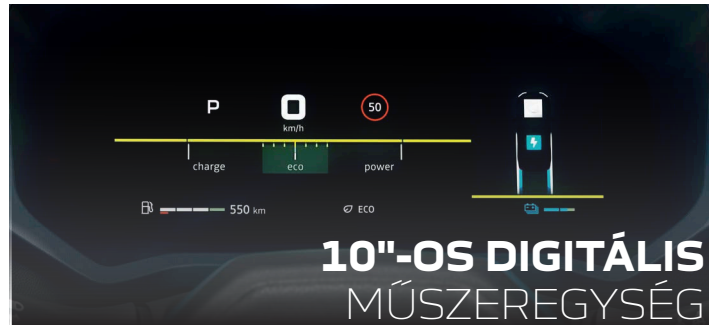 P 0 50
km/h
charge eco power
550 km ECO
10"-OS DIGITÁLIS
MŰSZEREGYSÉG